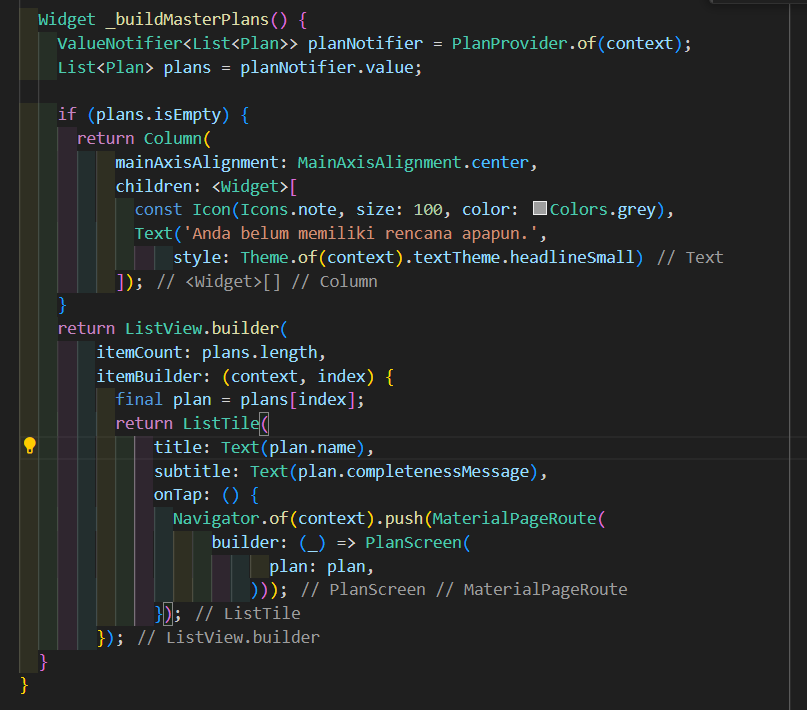 Widget _buildMasterPlans() {
ValueNotifier<List<Plan>> planNotifier = PlanProvider.of(context);
List<Plan> plans = planNotifier.value;
if (plans.isEmpty) {
return Column(
mainAxisAlignment: MainAxisAlignment.center,
children: <Widget>[
const Icon(Icons.note, size: 100, color: Colors.grey),
Text('Anda belum memiliki rencana apapun.',
style: Theme.of(context).textTheme.headlineSmall) // Text
]); // <Widget>[] // Column
}
return ListView.builder(
itemCount: plans.length,
itemBuilder: (context, index) {
final plan = plans[index];
return ListTile(
title: Text(plan.name),
subtitle: Text(plan.completenessMessage),
onTap: () {
Navigator.of(context).push(MaterialPageRoute(
builder: (_) => PlanScreen(
plan: plan,
))); // PlanScreen // MaterialPageRoute
}); // ListTile
}); // ListView.builder
}
}